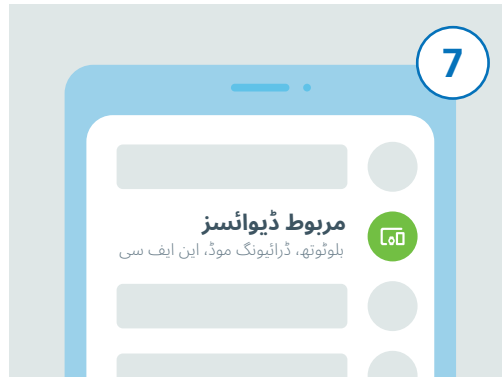 7
مربوط ڈیوائسز
بلوٹوتھ، ڈرائیونگ موڈ، این ایف سی